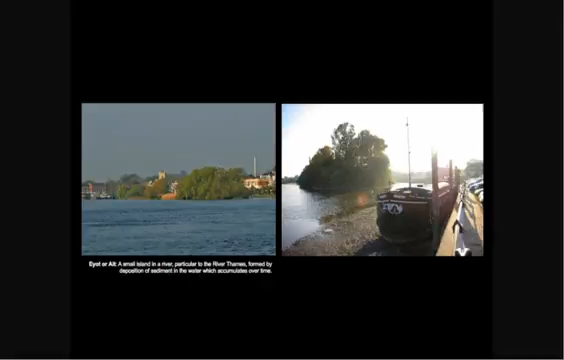 Eyot or Ait: A small island in a river, particular to the River Thames, formed by
deposition of sediment in the water which accumulates over time.